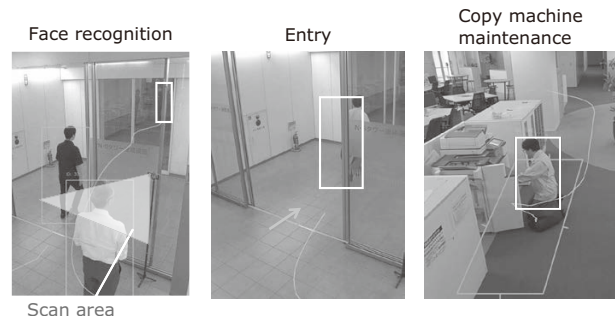 Face recognition
Entry
Copy machine
maintenance
Scan area